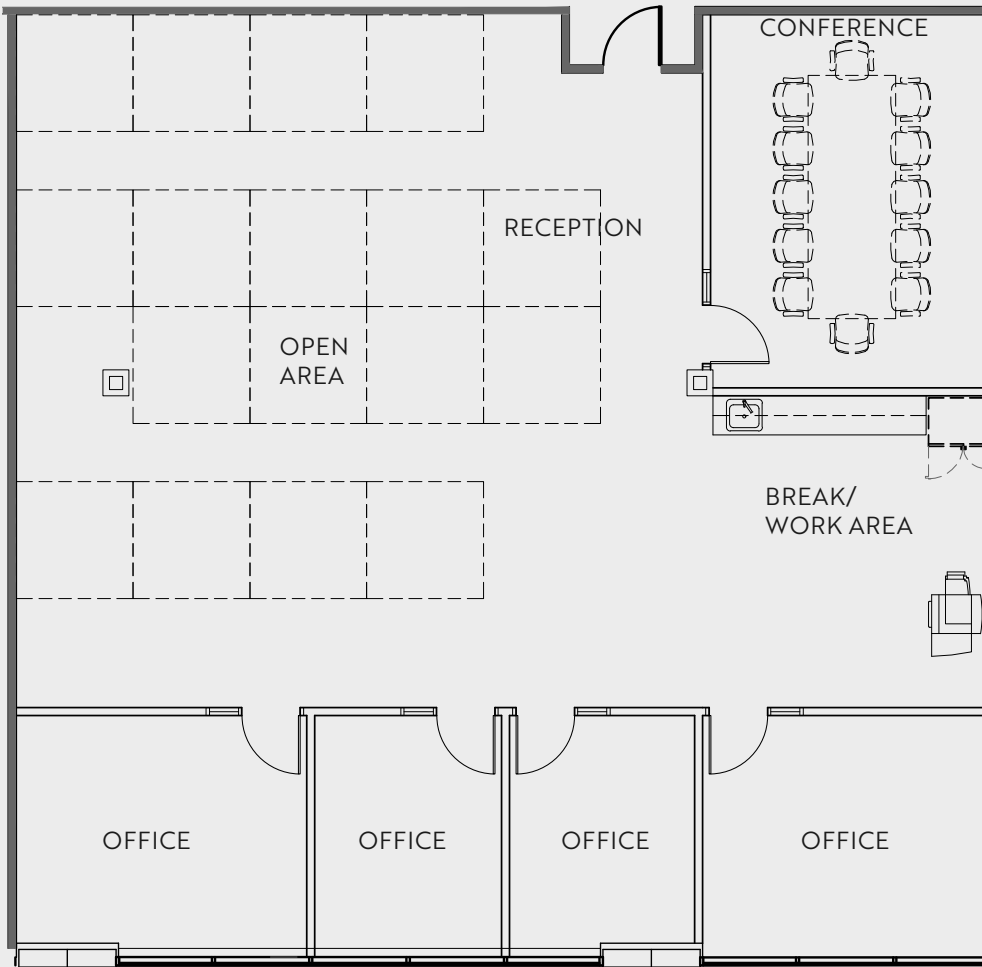 CONFERENCE
RECEPTION
OPEN
AREA
BREAK/
WORK AREA
OFFICE
OFFICE
OFFICE
OFFICE